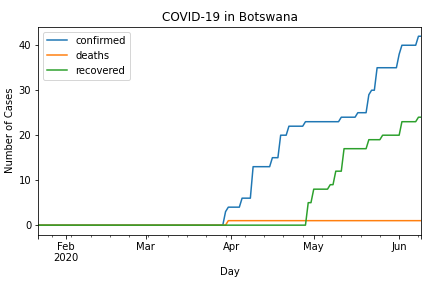 COVID-19 in Botswana
confirmed
deaths
recovered
Number of Cases
40
30
20
10
0
Feb
2020
Mar
Apr
May
Jun
Day